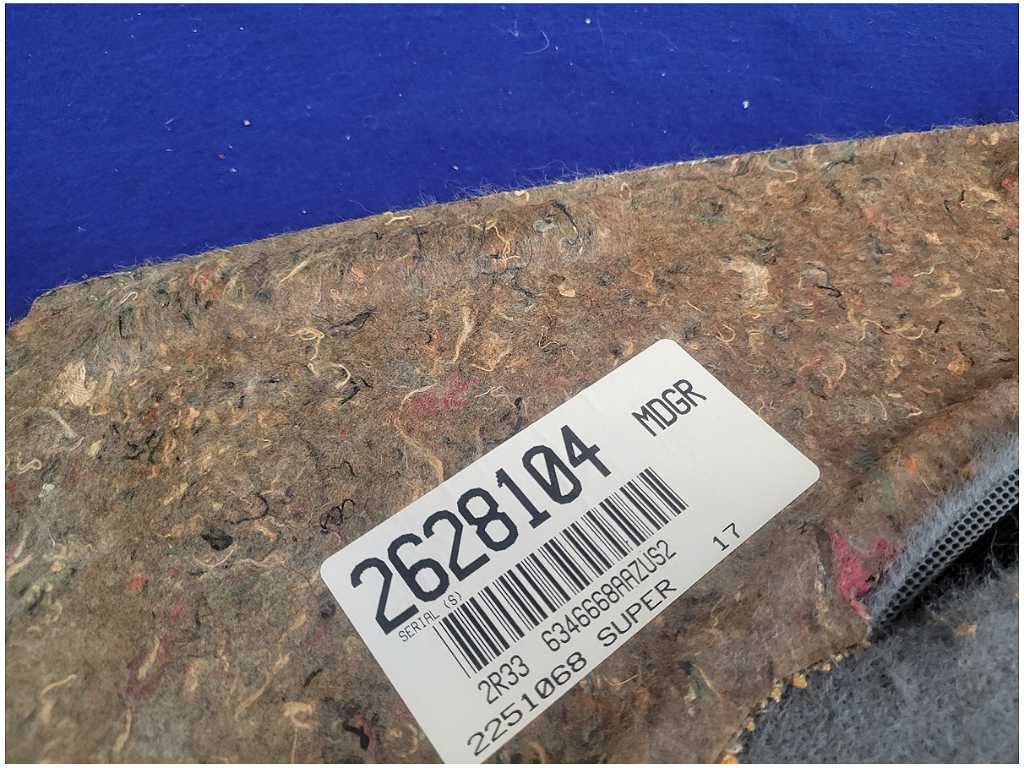 2628104 MDGR
SERIAL (S)
2R33 6346668AAZUS2 17
2251068 SUPER